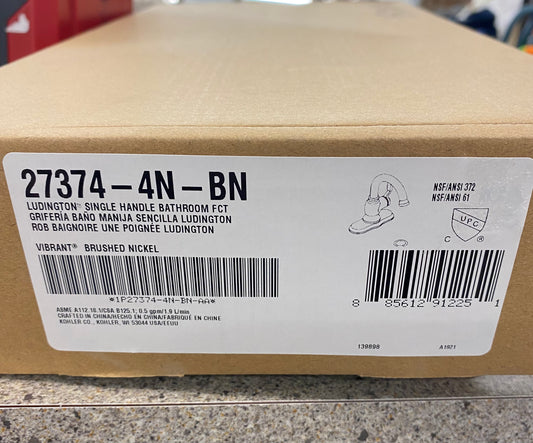 27374-4N-BN
LUDINGTON® SINGLE HANDLE BATHROOM FCT
GRIFERÍA BAÑO MANIJA SENCILLA LUDINGTON
ROB BAIGNOIRE UNE POIGNÉE LUDINGTON
VIBRANT® BRUSHED NICKEL
*1P27374-4N-BN-AA*
ASME A112.18.1/CSA B125.1; 0.5 gpm/1.9 L/min
CRAFTED IN CHINA/HECHO EN CHINA/FABRIQUÉ EN CHINE
KOHLER CO., KOHLER, WI 53044 USA/EEUU
NSF/ANSI 372
NSF/ANSI 61
U.P.C.
C ®
8 85612 91225 1
139898 A1921